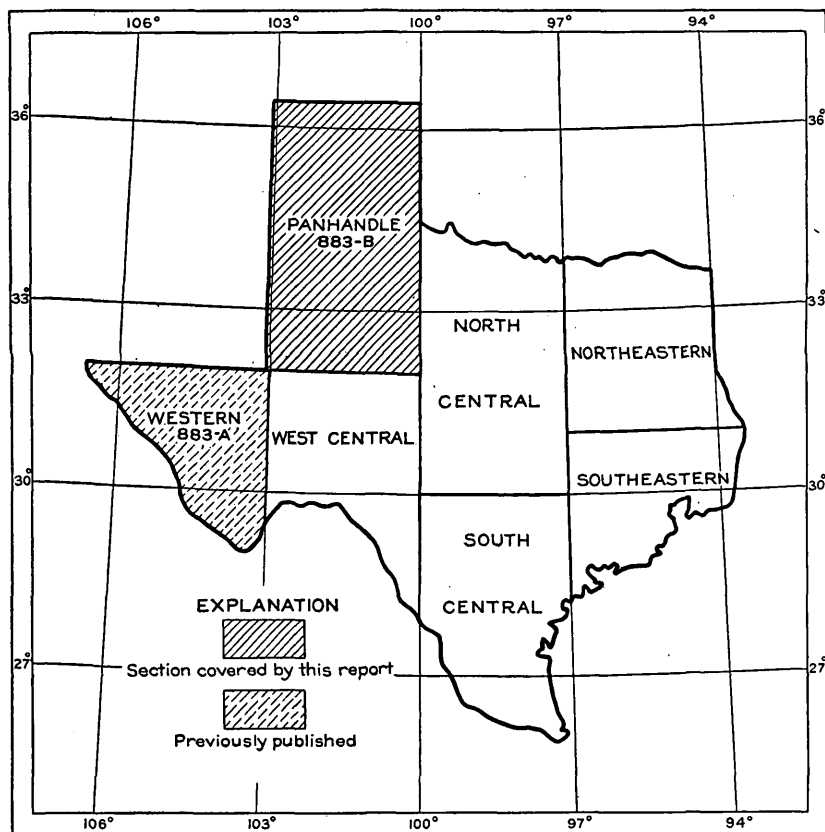 106° 103° 100° 97° 94°
36° 36°
PANHANDLE
883-B
33° 33°
NORTH
CENTRAL
NORTHEASTERN
WESTERN
883-A
WEST CENTRAL
SOUTHEASTERN
30° 30°
SOUTH
CENTRAL
EXPLANATION
Section covered by this report
Previously published
27° 27°
106° 103° 100° 97° 94°